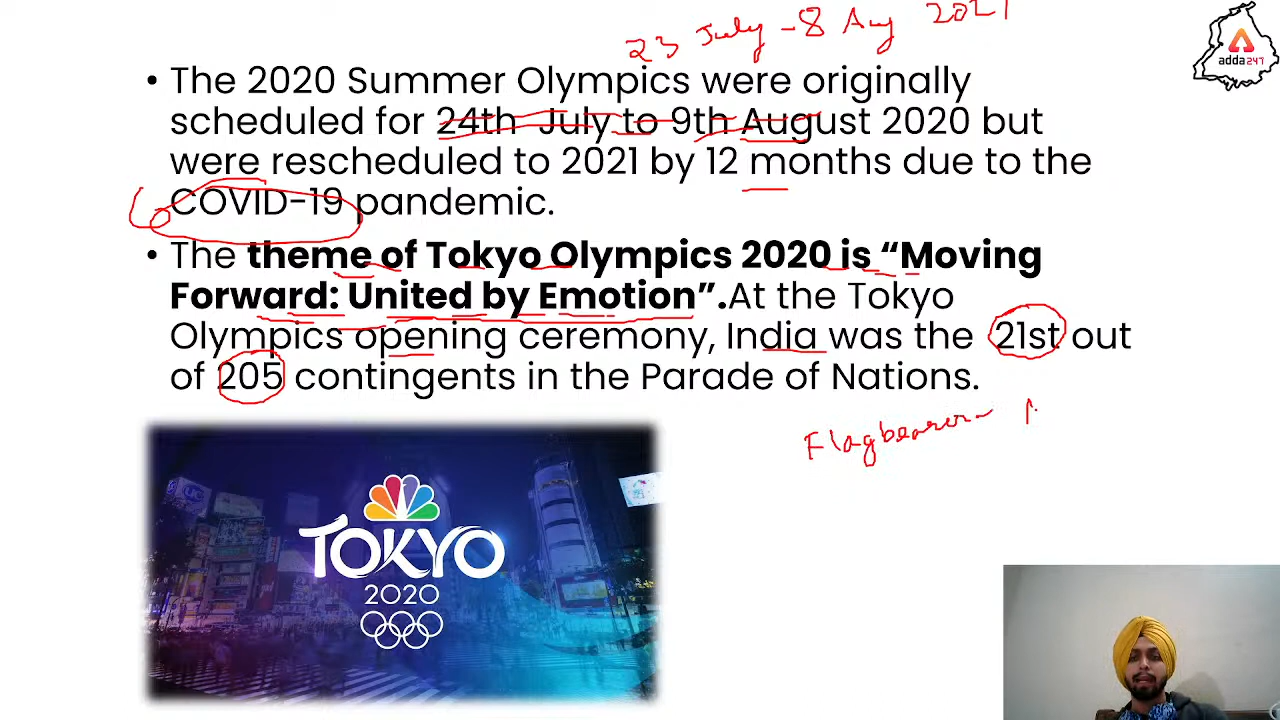 23 July - 8 Aug 2021
adda247
• The 2020 Summer Olympics were originally
scheduled for 24th July to 9th August 2020 but
were rescheduled to 2021 by 12 months due to the
COVID-19 pandemic.
• The theme of Tokyo Olympics 2020 is “Moving
Forward: United by Emotion”.At the Tokyo
Olympics opening ceremony, India was the 21st out
of 205 contingents in the Parade of Nations.
Flagbearer -
TOKYO
2020